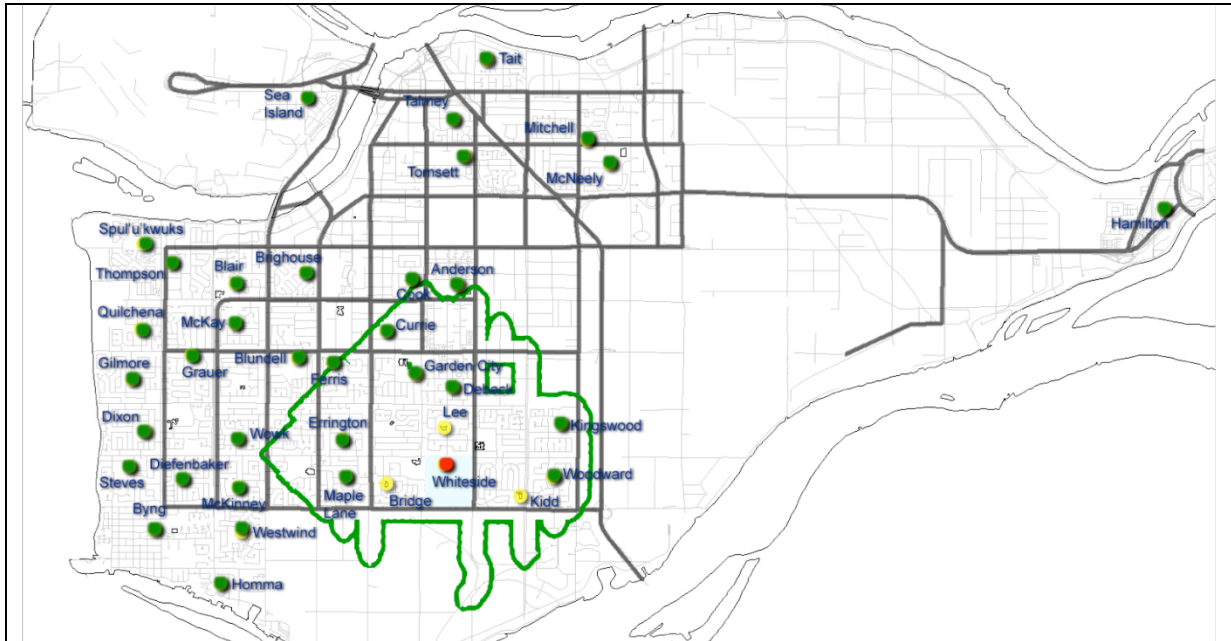 Tait
Sea
Island
Talmey
Mitchell
Tomsett
McNeely
Hamilton
Spul'u'kwuks
Thompson
Blair
Brighouse
Anderson
Cook
Quilchena
McKay
Currie
Gilmore
Grauer
Blundell
Ferris
Garden City
Debeck
Dixon
Wowk
Errington
Lee
Kingswood
Steves
Diefenbaker
McKinney
Maple
Lane
Bridge
Whiteside
Kidd
Woodward
Byng
Westwind
Homma